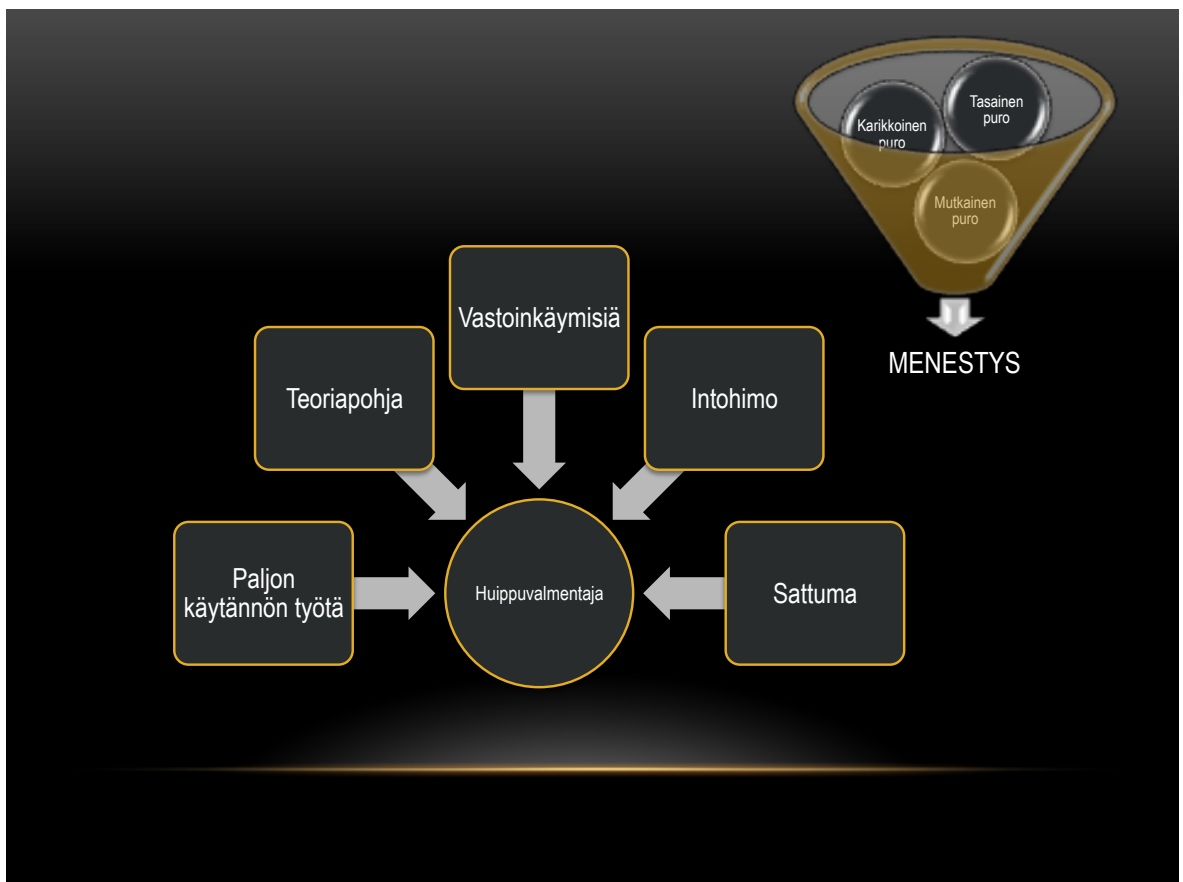 Tasainen
puro
Karikkoinen
puro
Mutkainen
puro
MENESTYS
Vastoinkäymisiä
Teoriapohja
Intohimo
Paljon
käytännön työtä
Huippuvalmentaja
Sattuma